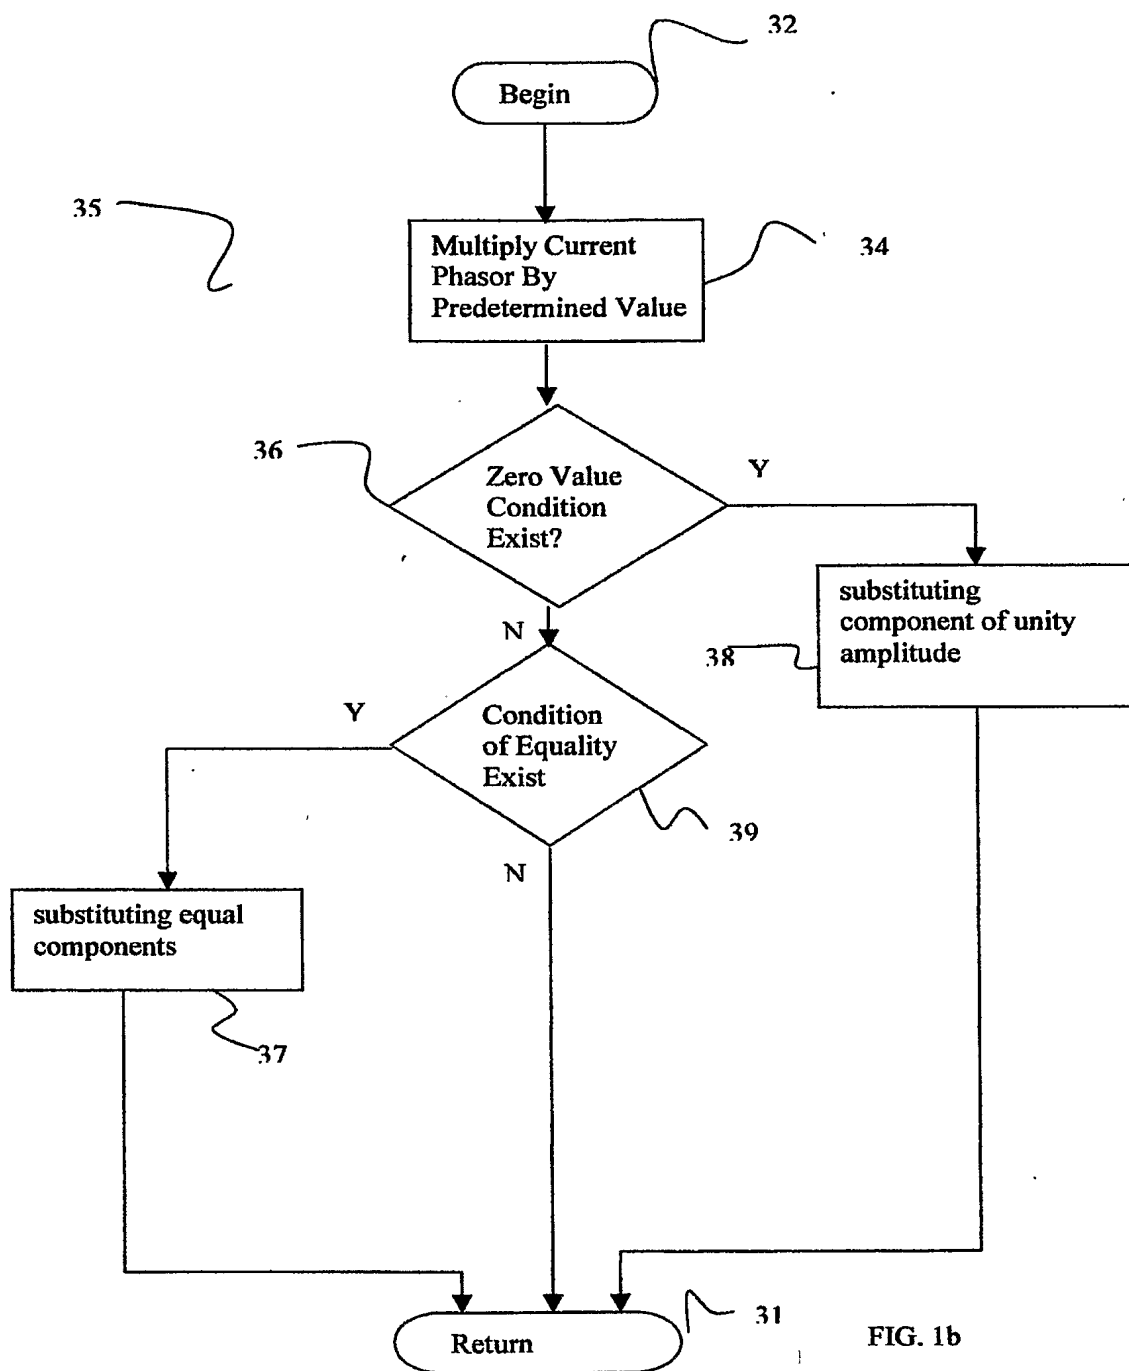 32
Begin
35
Multiply Current
Phasor By
Predetermined Value
34
36
Zero Value
Condition
Exist?
Y
N
substituting
component of unity
amplitude
38
Y
Condition
of Equality
Exist
39
N
substituting equal
components
37
31
Return
FIG. 1b